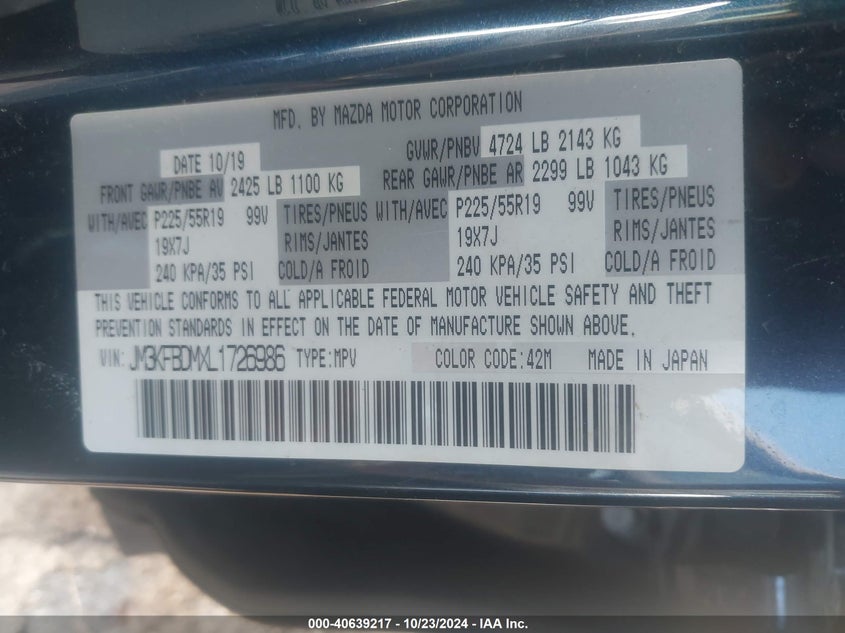 MFD. BY MAZDA MOTOR CORPORATION
DATE 10/19 GVWR/PNBV 4724 LB 2143 KG
FRONT GAWR/PNBE AV 2425 LB 1100 KG REAR GAWR/PNBE AR 2299 LB 1043 KG
WITH/AVEC P225/55R19 99V TIRES/PNEUS WITH/AVEC P225/55R19 99V TIRES/PNEUS
19X7J RIMS/JANTES 19X7J RIMS/JANTES
240 KPA/35 PSI COLD/A FROID 240 KPA/35 PSI COLD/A FROID
THIS VEHICLE CONFORMS TO ALL APPLICABLE FEDERAL MOTOR VEHICLE SAFETY AND THEFT
PREVENTION STANDARDS IN EFFECT ON THE DATE OF MANUFACTURE SHOWN ABOVE.
VIN: JM3KFBDMXL1726986 TYPE:MPV COLOR CODE:42M MADE IN JAPAN
000-40639217 - 10/23/2024 - IAA Inc.